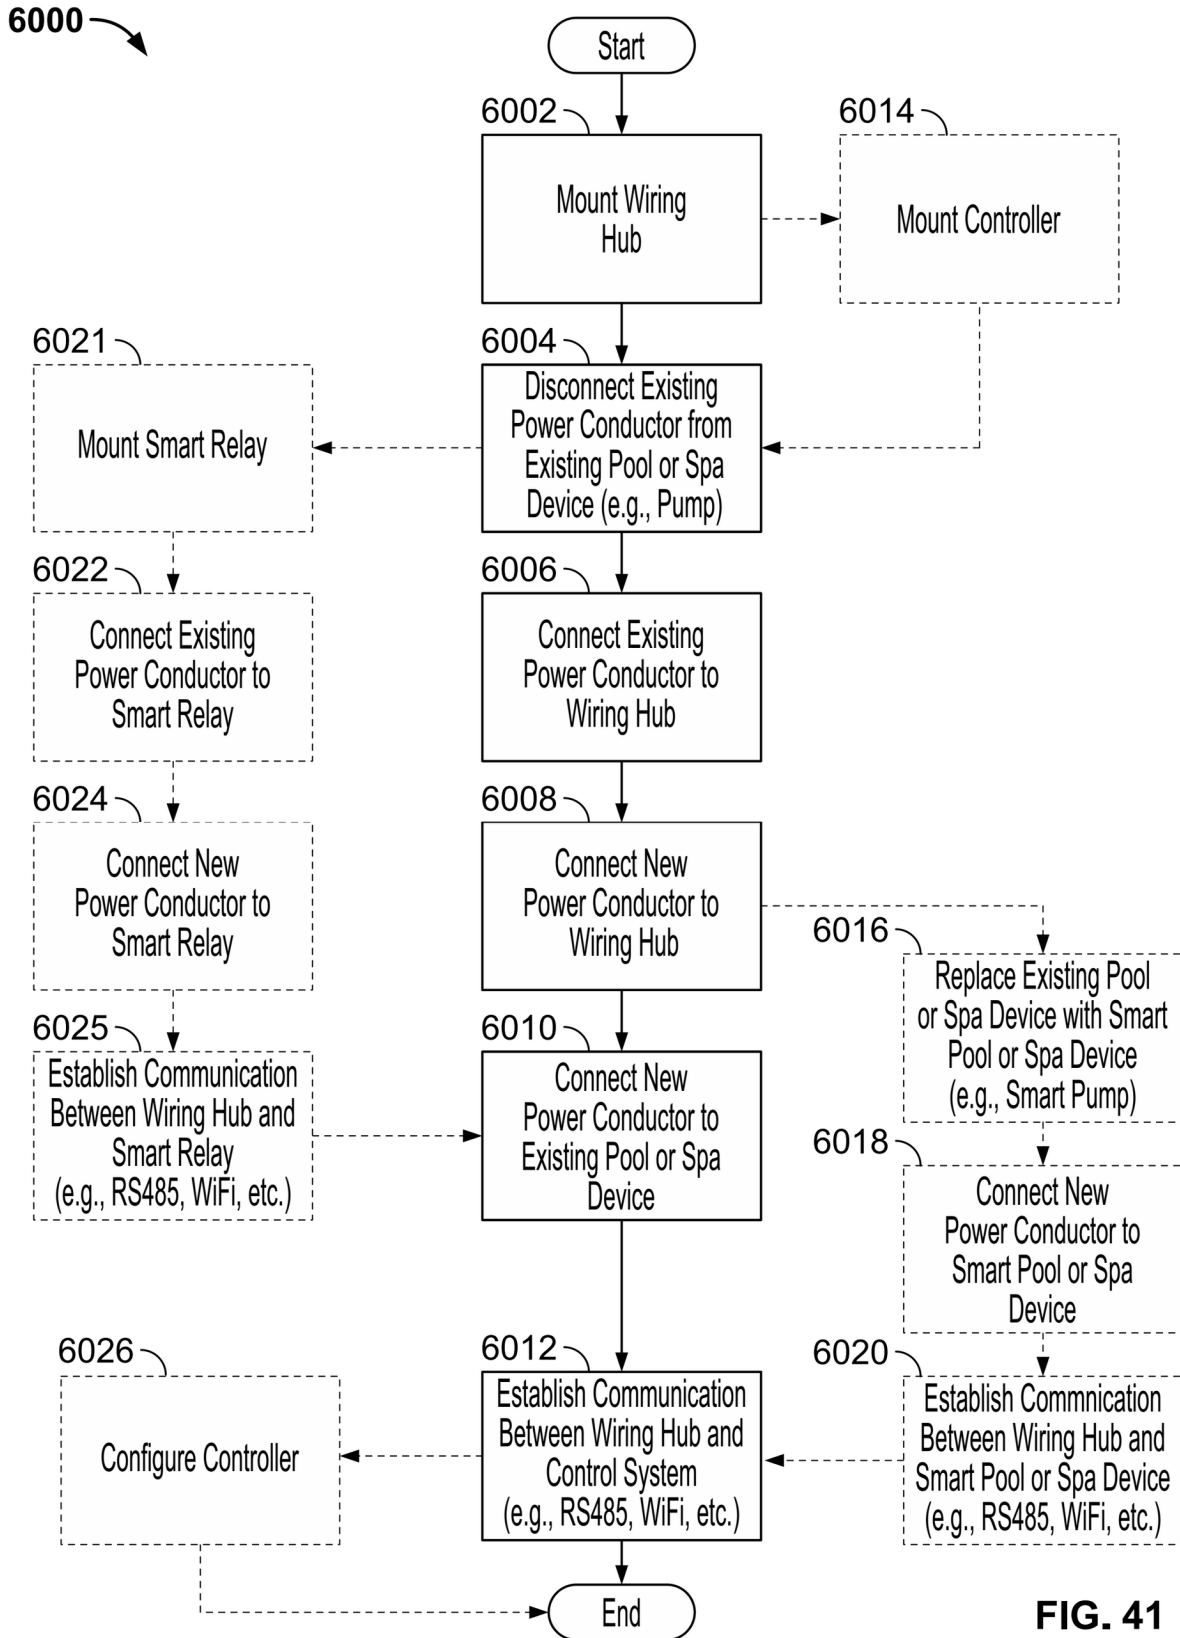 6000
Start
6002
Mount Wiring
Hub
6014
Mount Controller
6021
Mount Smart Relay
6004
Disconnect Existing
Power Conductor from
Existing Pool or Spa
Device (e.g., Pump)
6022
Connect Existing
Power Conductor to
Smart Relay
6006
Connect Existing
Power Conductor to
Wiring Hub
6024
Connect New
Power Conductor to
Smart Relay
6008
Connect New
Power Conductor to
Wiring Hub
6016
Replace Existing Pool
or Spa Device with Smart
Pool or Spa Device
(e.g., Smart Pump)
6025
Establish Communication
Between Wiring Hub and
Smart Relay
(e.g., RS485, WiFi, etc.)
6010
Connect New
Power Conductor to
Existing Pool or Spa
Device
6018
Connect New
Power Conductor to
Smart Pool or Spa
Device
6026
Configure Controller
6012
Establish Communication
Between Wiring Hub and
Control System
(e.g., RS485, WiFi, etc.)
6020
Establish Commnication
Between Wiring Hub and
Smart Pool or Spa Device
(e.g., RS485, WiFi, etc.)
End
FIG. 41